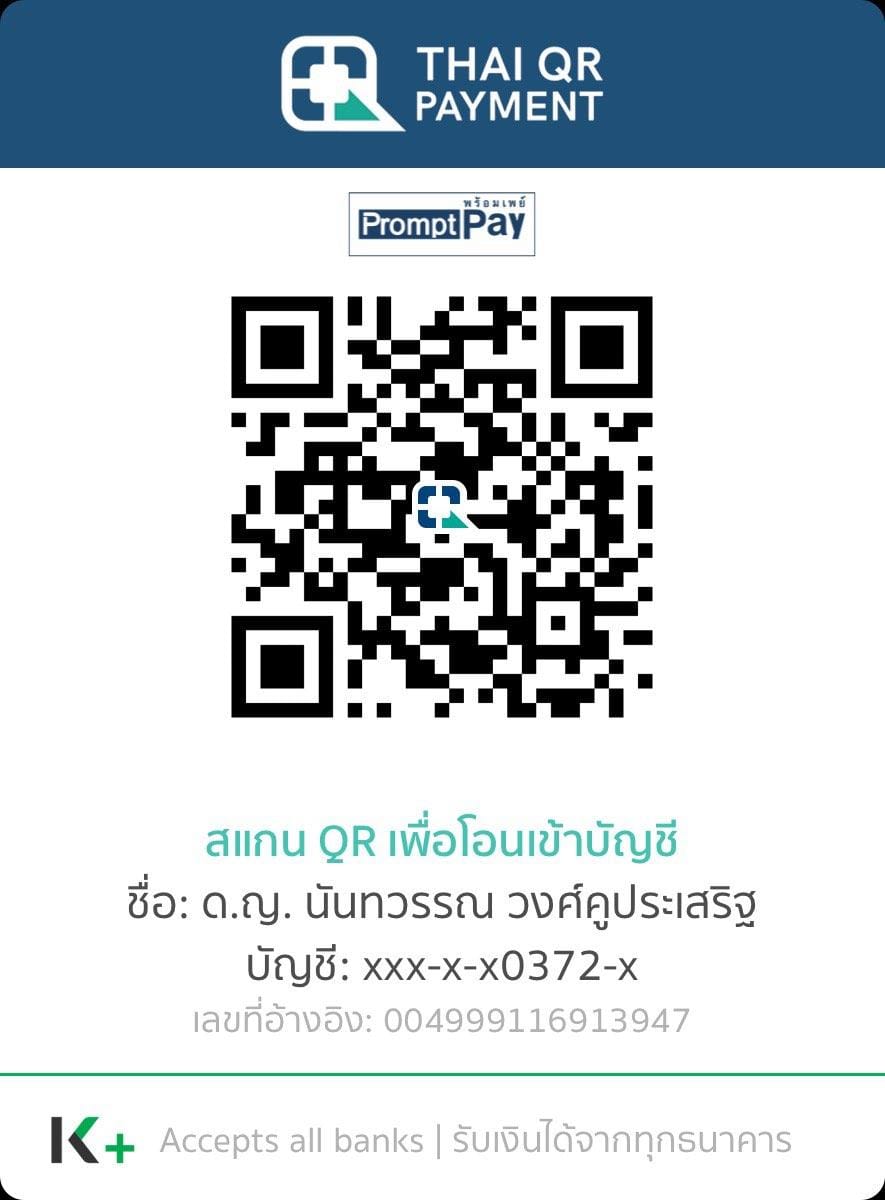 THAI QR
PAYMENT
พร้อมเพย์
PromptPay
สแกน QR เพื่อโอนเข้าบัญชี
ชื่อ: ด.ญ. นันทวรรณ วงศ์คูประเสริฐ
บัญชี: xxx-x-x0372-x
เลขที่อ้างอิง: 004999116913947
K+ Accepts all banks | รับเงินได้จากทุกธนาคาร